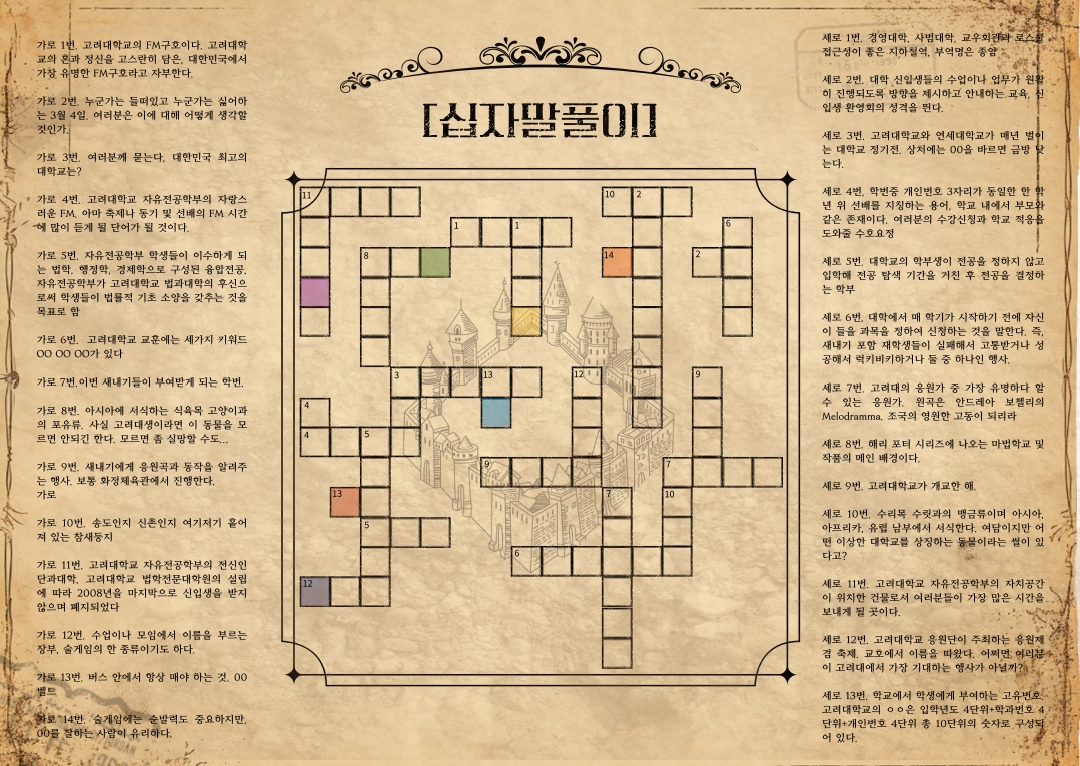 [십자말풀이]
가로 1번. 고려대학교의 FM구호이다. 고려대학
교의 혼과 정신을 고스란히 담은, 대한민국에서
가장 유명한 FM구호라고 자부한다.
가로 2번. 누군가는 들떠있고 누군가는 싫어하
는 3월 4일. 여러분은 이에 대해 어떻게 생각할
것인가.
가로 3번. 여러분께 묻는다. 대한민국 최고의
대학교는?
가로 4번. 고려대학교 자유전공학부의 자랑스
러운 FM. 아마 축제나 동기 및 선배의 FM 시간
에 많이 듣게 될 단어가 될 것이다.
가로 5번. 자유전공학부 학생들이 이수하게 되
는 법학, 행정학, 경제학으로 구성된 융합전공.
자유전공학부가 고려대학교 법과대학의 후신으
로써 학생들이 법률적 기초 소양을 갖추는 것을
목표로 함
가로 6번. 고려대학교 교훈에는 세가지 키워드
OO OO OO가 있다
가로 7번.이번 새내기들이 부여받게 되는 학번.
가로 8번. 아시아에 서식하는 식육목 고양이과
의 포유류. 사실 고려대생이라면 이 동물을 모
르면 안되긴 한다. 모르면 좀 실망할 수도...
가로 9번. 새내기에게 응원곡과 동작을 알려주
는 행사. 보통 화정체육관에서 진행한다.
가로
가로 10번. 송도인지 신촌인지 여기저기 흩어
져 있는 참새둥지
가로 11번. 고려대학교 자유전공학부의 전신인
단과대학. 고려대학교 법학전문대학원의 설립
에 따라 2008년을 마지막으로 신입생을 받지
않으며 폐지되었다
가로 12번. 수업이나 모임에서 이름을 부르는
장부, 술게임의 한 종류이기도 하다.
가로 13번. 버스 안에서 항상 매야 하는 것. 00
벨트
가로 14번. 술게임에는 순발력도 중요하지만,
00를 잘하는 사람이 유리하다.
11
10 2
1 1 6
8 14 2
3 13 12 9
4
4 5
9 7
13 7 10
5
6
12
세로 1번. 경영대학, 사범대학, 교우회관과 로스쿨
접근성이 좋은 지하철역, 부역명은 종암
세로 2번. 대학 신입생들의 수업이나 업무가 원활
히 진행되도록 방향을 제시하고 안내하는 교육. 신
입생 환영회의 성격을 띈다.
세로 3번. 고려대학교와 연세대학교가 매년 벌이
는 대학교 정기전. 상처에는 00을 바르면 금방 낫
는다.
세로 4번. 학번중 개인번호 3자리가 동일한 한 학
년 위 선배를 지칭하는 용어, 학교 내에서 부모와
같은 존재이다. 여러분의 수강신청과 학교 적응을
도와줄 수호요정
세로 5번. 대학교의 학부생이 전공을 정하지 않고
입학해 전공 탐색 기간을 거친 후 전공을 결정하
는 학부
세로 6번. 대학에서 매 학기가 시작하기 전에 자신
이 들을 과목을 정하여 신청하는 것을 말한다. 즉,
새내기 포함 재학생들이 실패해서 고통받거나 성
공해서 럭키비키하거나 둘 중 하나인 행사.
세로 7번. 고려대의 응원가 중 가장 유명하다 할
수 있는 응원가. 원곡은 안드레아 보첼리의
Melodramma. 조국의 영원한 고동이 되리라
세로 8번. 해리 포터 시리즈에 나오는 마법학교 및
작품의 메인 배경이다.
세로 9번. 고려대학교가 개교한 해.
세로 10번. 수리목 수릿과의 맹금류이며 아시아,
아프리카, 유럽 남부에서 서식한다. 여담이지만 어
떤 이상한 대학교를 상징하는 동물이라는 썰이 있
다고?
세로 11번. 고려대학교 자유전공학부의 자치공간
이 위치한 건물로서 여러분들이 가장 많은 시간을
보내게 될 곳이다.
세로 12번. 고려대학교 응원단이 주최하는 응원제
겸 축제. 교호에서 이름을 따왔다. 어쩌면 여러분
이 고려대에서 가장 기대하는 행사가 아닐까?
세로 13번. 학교에서 학생에게 부여하는 고유번호.
고려대학교의 ㅇㅇ은 입학년도 4단위+학과번호 4
단위+개인번호 4단위 총 10단위의 숫자로 구성되
어 있다.